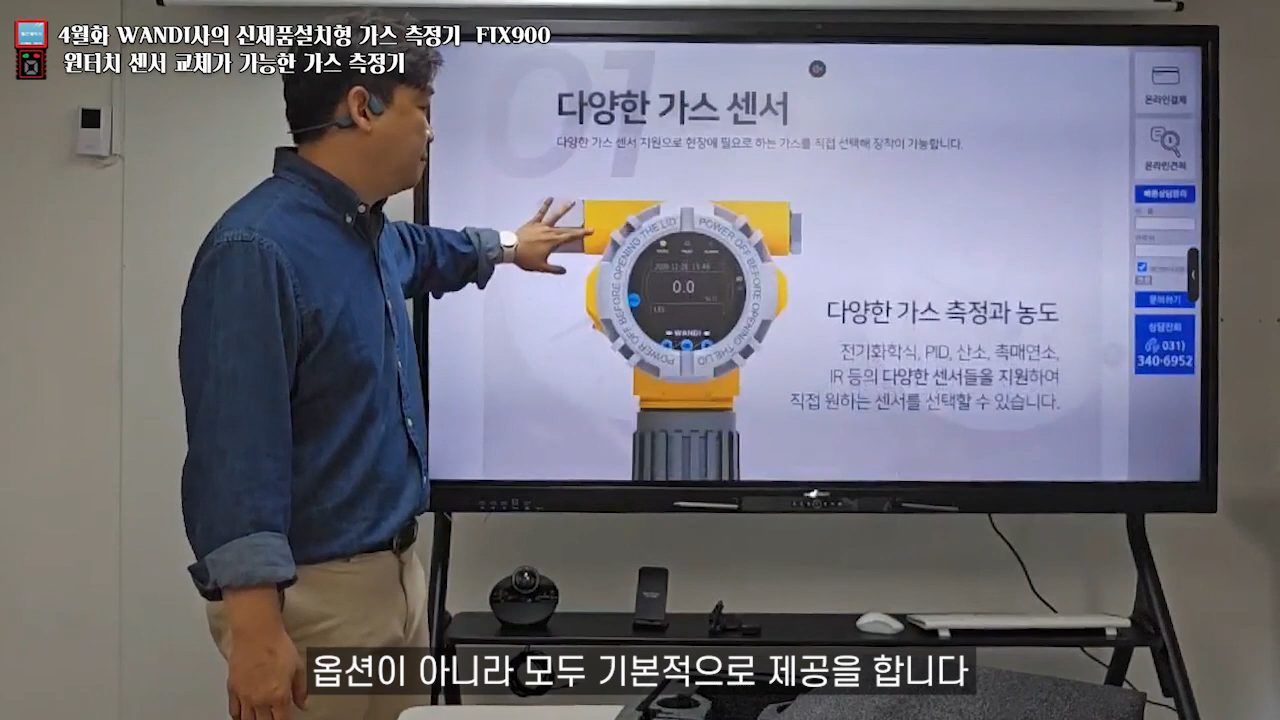 4월화 WANDI사의 신제품설치형 가스 측정기 FIX900
원터치 센서 교체가 가능한 가스 측정기
01
다양한 가스 센서
다양한 가스 센서 지원으로 현장에 필요로 하는 가스를 직접 선택해 장착이 가능합니다.
POWER OFF BEFORE OPENING THE LID
POWER OFF BEFORE OPENING THE LID
0.0
WANDI
다양한 가스 측정과 농도
전기화학식, PID, 산소, 촉매연소,
IR 등의 다양한 센서들을 지원하여
직접 원하는 센서를 선택할 수 있습니다.
온라인결제
온라인견적
빠른상담문의
문의하기
상담전화
031)
340-6952
옵션이 아니라 모두 기본적으로 제공을 합니다